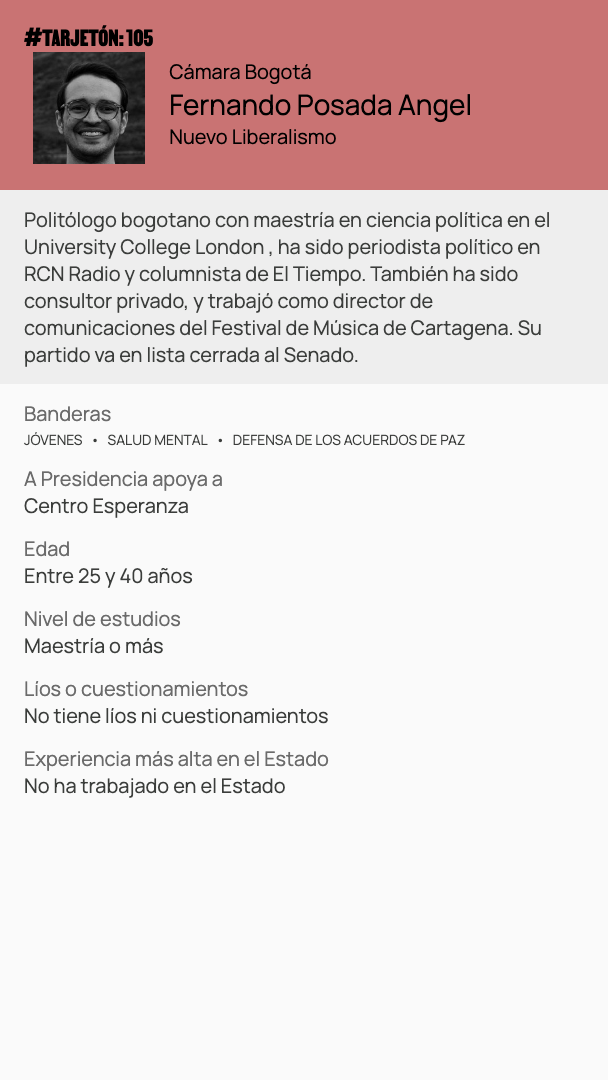 #TARJETÓN: 105
Cámara Bogotá
Fernando Posada Angel
Nuevo Liberalismo
Politólogo bogotano con maestría en ciencia política en el
University College London , ha sido periodista político en
RCN Radio y columnista de El Tiempo. También ha sido
consultor privado, y trabajó como director de
comunicaciones del Festival de Música de Cartagena. Su
partido va en lista cerrada al Senado.
Banderas
JÓVENES • SALUD MENTAL • DEFENSA DE LOS ACUERDOS DE PAZ
A Presidencia apoya a
Centro Esperanza
Edad
Entre 25 y 40 años
Nivel de estudios
Maestría o más
Líos o cuestionamientos
No tiene líos ni cuestionamientos
Experiencia más alta en el Estado
No ha trabajado en el Estado